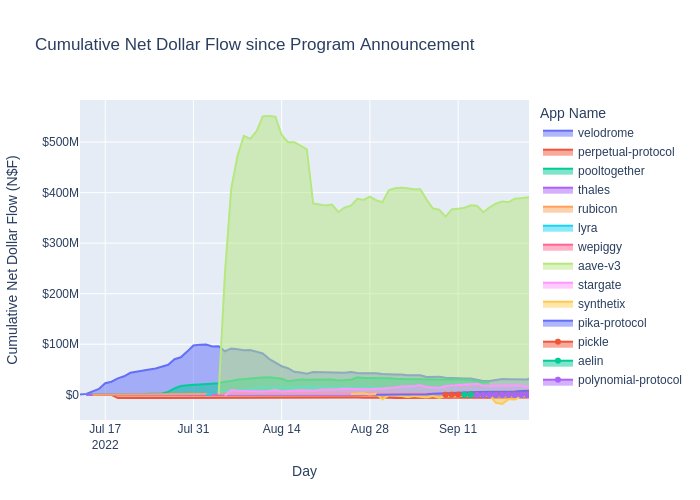 Cumulative Net Dollar Flow since Program Announcement
Cumulative Net Dollar Flow (N$F)
$500M
$400M
$300M
$200M
$100M
$0
Jul 17
2022
Jul 31
Aug 14
Aug 28
Sep 11
Day
App Name
velodrome
perpetual-protocol
pooltogether
thales
rubicon
lyra
wepiggy
aave-v3
stargate
synthetix
pika-protocol
pickle
aelin
polynomial-protocol